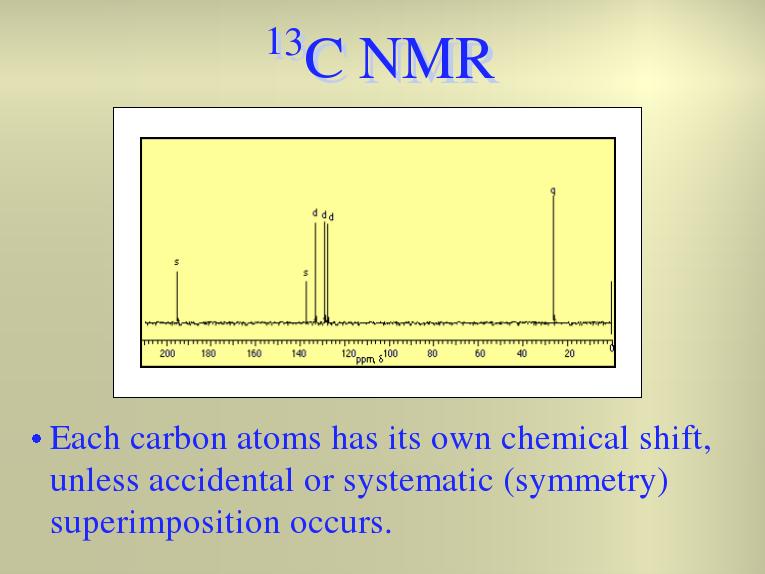 ¹³C NMR
q
d d d
s
s
200 180 160 140 120 100 80 60 40 20 0
ppm, δ
• Each carbon atoms has its own chemical shift,
unless accidental or systematic (symmetry)
superimposition occurs.